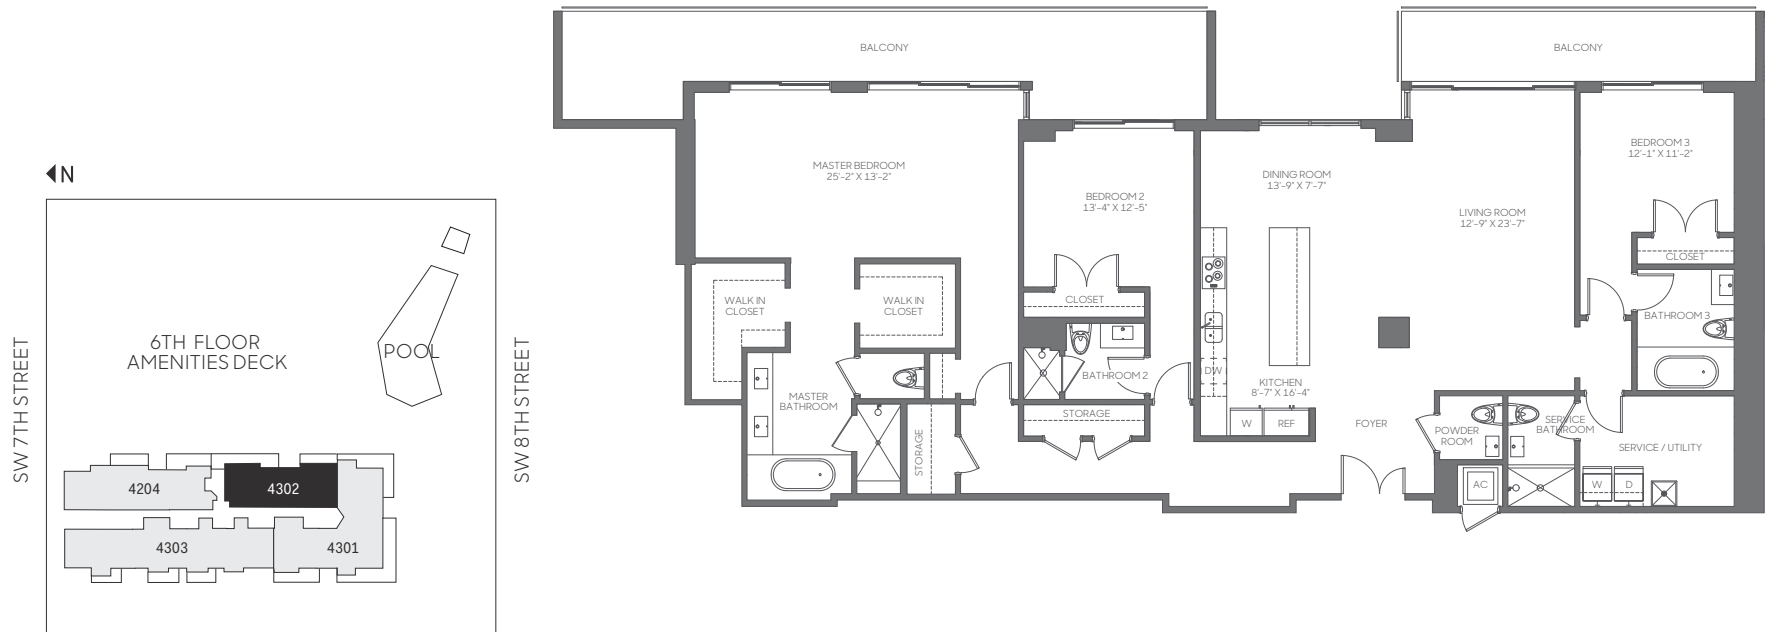 N
SW 7TH STREET
6TH FLOOR
AMENITIES DECK
POOL
SW 8TH STREET
4204
4302
4303
4301
BALCONY
BALCONY
MASTER BEDROOM
25'-2" X 13'-2"
BEDROOM 2
13'-4" X 12'-5"
DINING ROOM
13'-9" X 7'-7"
LIVING ROOM
12'-9" X 23'-7"
BEDROOM 3
12'-1" X 11'-2"
CLOSET
WALK IN
CLOSET
WALK IN
CLOSET
CLOSET
BATHROOM 3
BATHROOM 2
DW
KITCHEN
8'-7" X 16'-4"
MASTER
BATHROOM
STORAGE
STORAGE
W
REF
FOYER
POWDER
ROOM
SERVICE
BATHROOM
SERVICE / UTILITY
AC
W
D